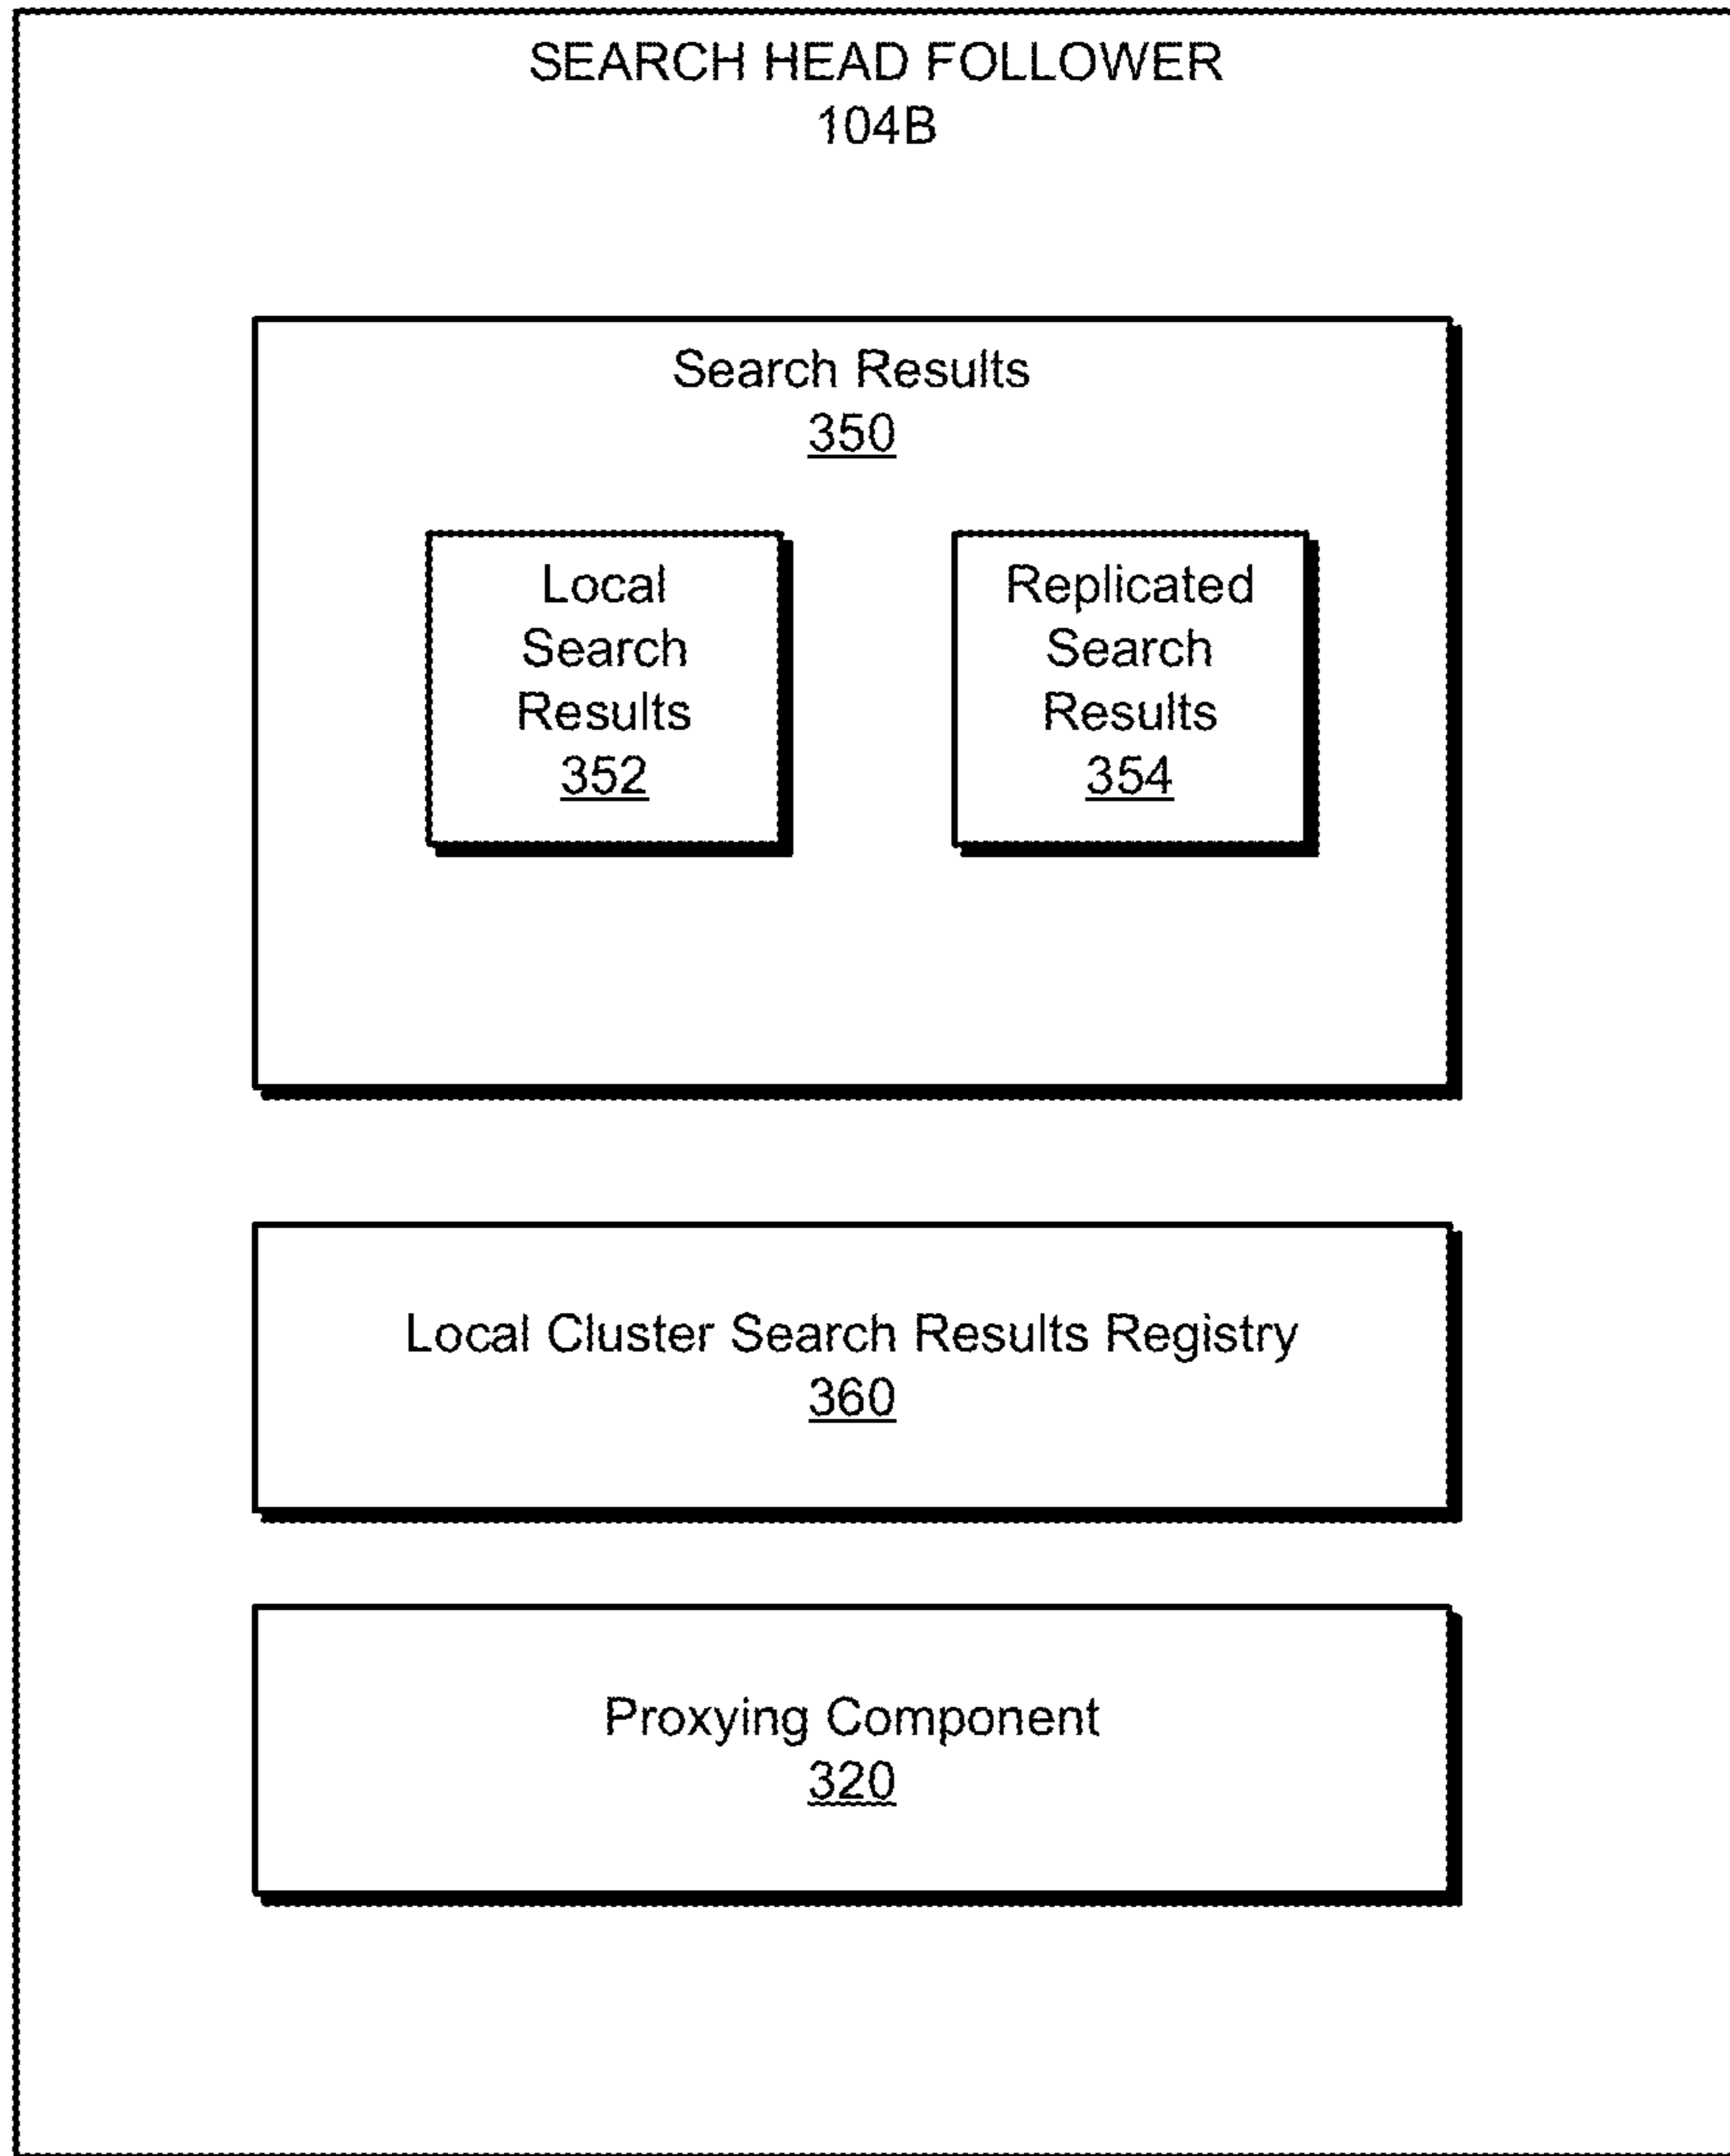 SEARCH HEAD FOLLOWER
104B
Search Results
350
Local
Search
Results
352
Replicated
Search
Results
354
Local Cluster Search Results Registry
360
Proxying Component
320